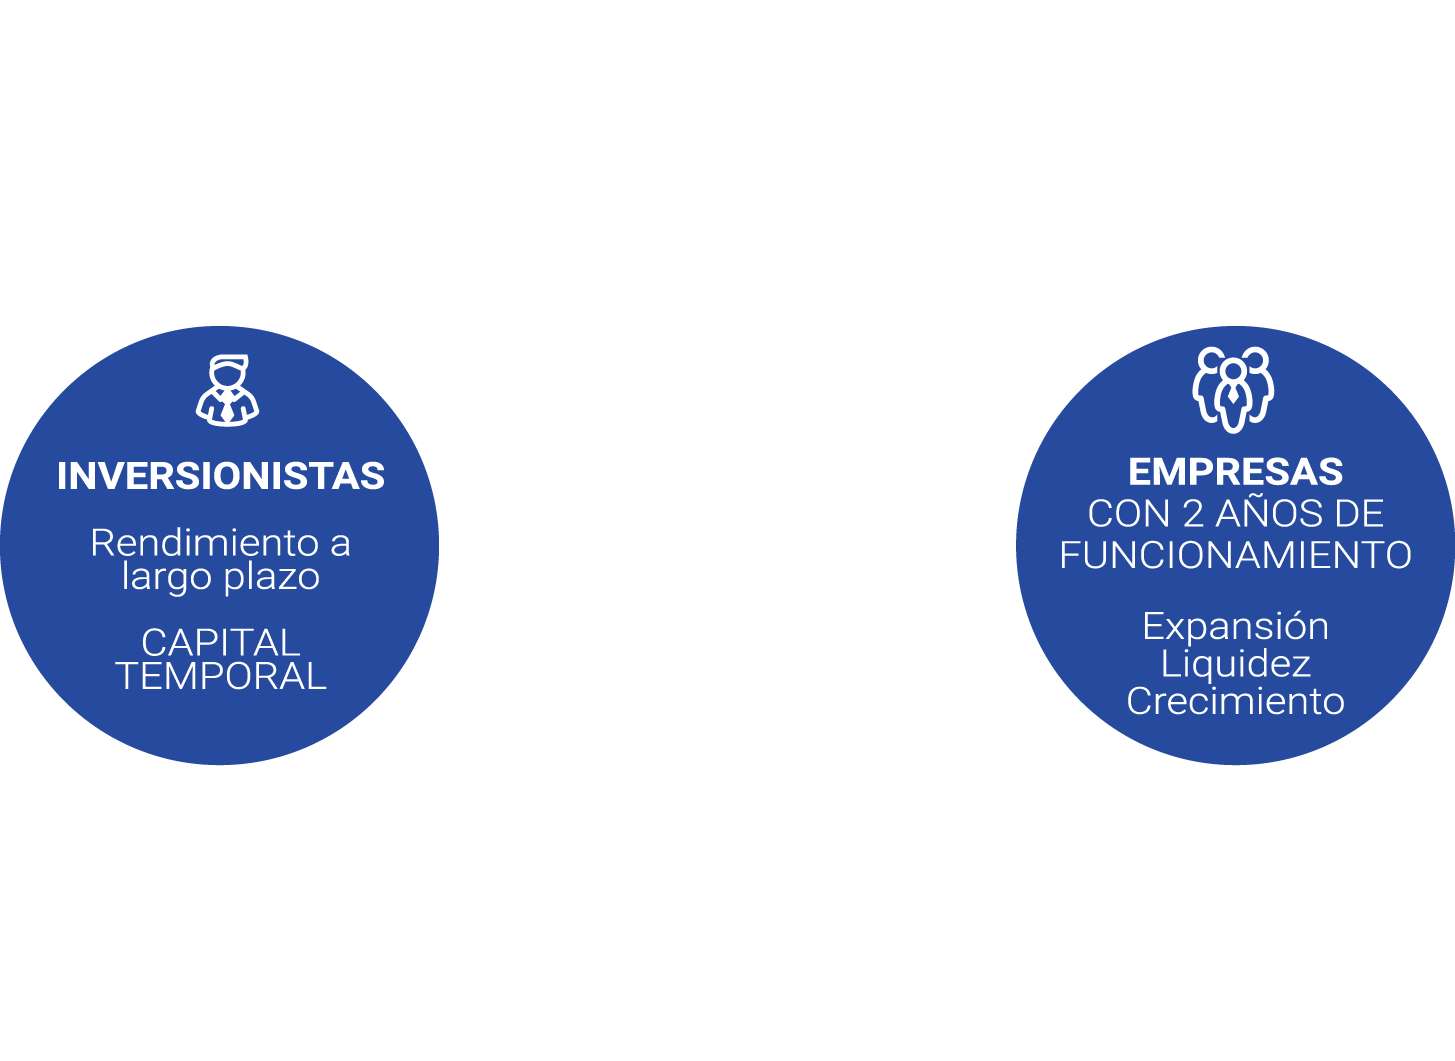 INVERSIONISTAS
Rendimiento a
largo plazo
CAPITAL
TEMPORAL
EMPRESAS
CON 2 AÑOS DE
FUNCIONAMIENTO
Expansión
Liquidez
Crecimiento